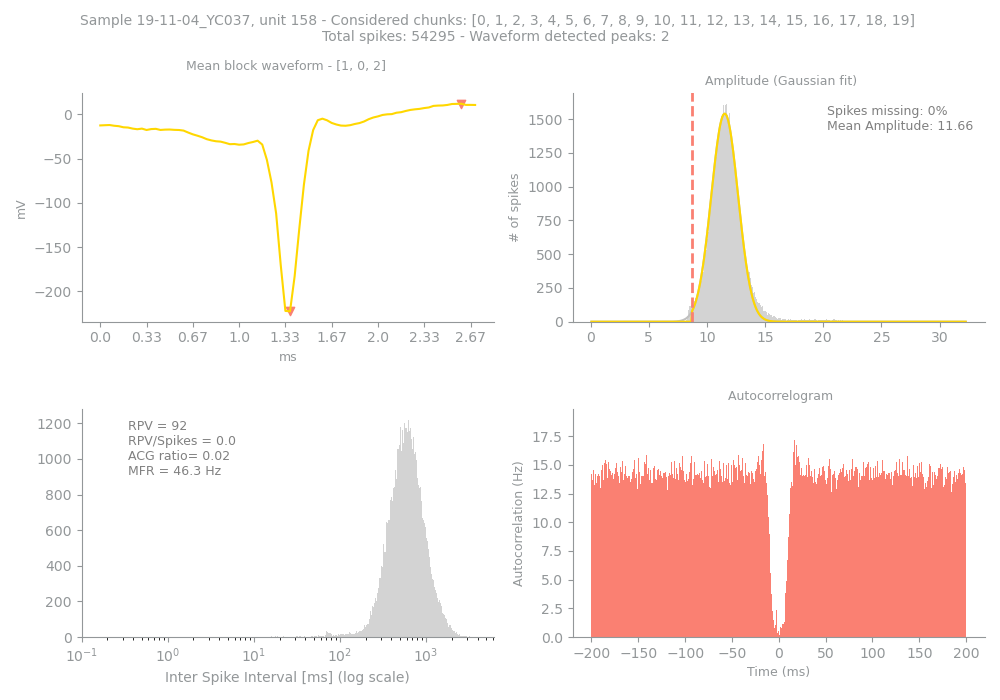 Sample 19-11-04_YC037, unit 158 - Considered chunks: [0, 1, 2, 3, 4, 5, 6, 7, 8, 9, 10, 11, 12, 13, 14, 15, 16, 17, 18, 19]
Total spikes: 54295 - Waveform detected peaks: 2
Mean block waveform - [1, 0, 2]
0
−50
−100
−150
−200
mV
0.0 0.33 0.67 1.0 1.33 1.67 2.0 2.33 2.67
ms
Amplitude (Gaussian fit)
Spikes missing: 0%
Mean Amplitude: 11.66
1500
1250
1000
750
500
250
0
# of spikes
0 5 10 15 20 25 30
RPV = 92
RPV/Spikes = 0.0
ACG ratio= 0.02
MFR = 46.3 Hz
1200
1000
800
600
400
200
0
10⁻¹ 10⁰ 10¹ 10² 10³
Inter Spike Interval [ms] (log scale)
Autocorrelogram
17.5
15.0
12.5
10.0
7.5
5.0
2.5
0.0
Autocorrelation (Hz)
−200 −150 −100 −50 0 50 100 150 200
Time (ms)